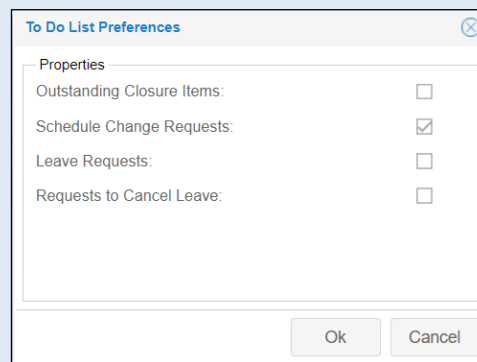 To Do List Preferences
Properties
Outstanding Closure Items:
Schedule Change Requests:
Leave Requests:
Requests to Cancel Leave:
Ok Cancel